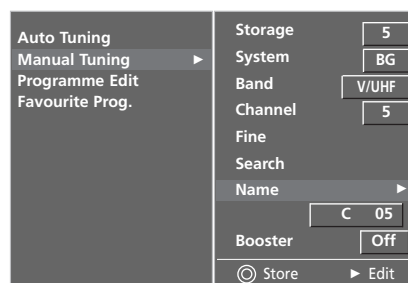 Auto Tuning
Manual Tuning ►
Programme Edit
Favourite Prog.
Storage 5
System BG
Band V/UHF
Channel 5
Fine
Search
Name ►
C 05
Booster Off
Store ► Edit